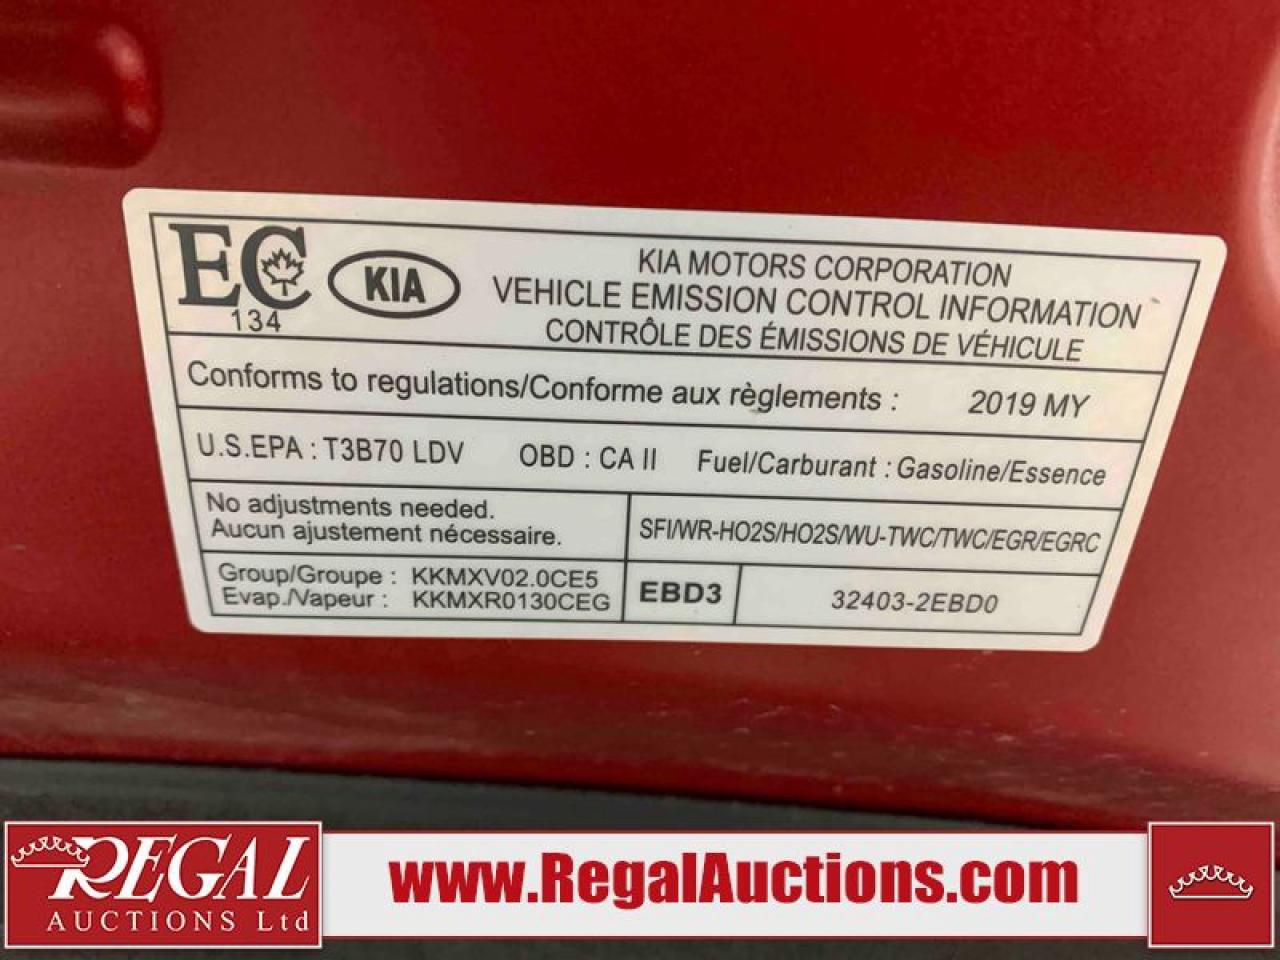 EC
134
KIA
KIA MOTORS CORPORATION
VEHICLE EMISSION CONTROL INFORMATION
CONTRÔLE DES ÉMISSIONS DE VÉHICULE
Conforms to regulations/Conforme aux règlements : 2019 MY
U.S.EPA : T3B70 LDV OBD : CA II Fuel/Carburant : Gasoline/Essence
No adjustments needed.
Aucun ajustement nécessaire.
SFI/WR-HO2S/HO2S/WU-TWC/TWC/EGR/EGRC
Group/Groupe : KKMXV02.0CE5
Evap./Vapeur : KKMXR0130CEG
EBD3
32403-2EBD0
REGAL
AUCTIONS Ltd
www.RegalAuctions.com